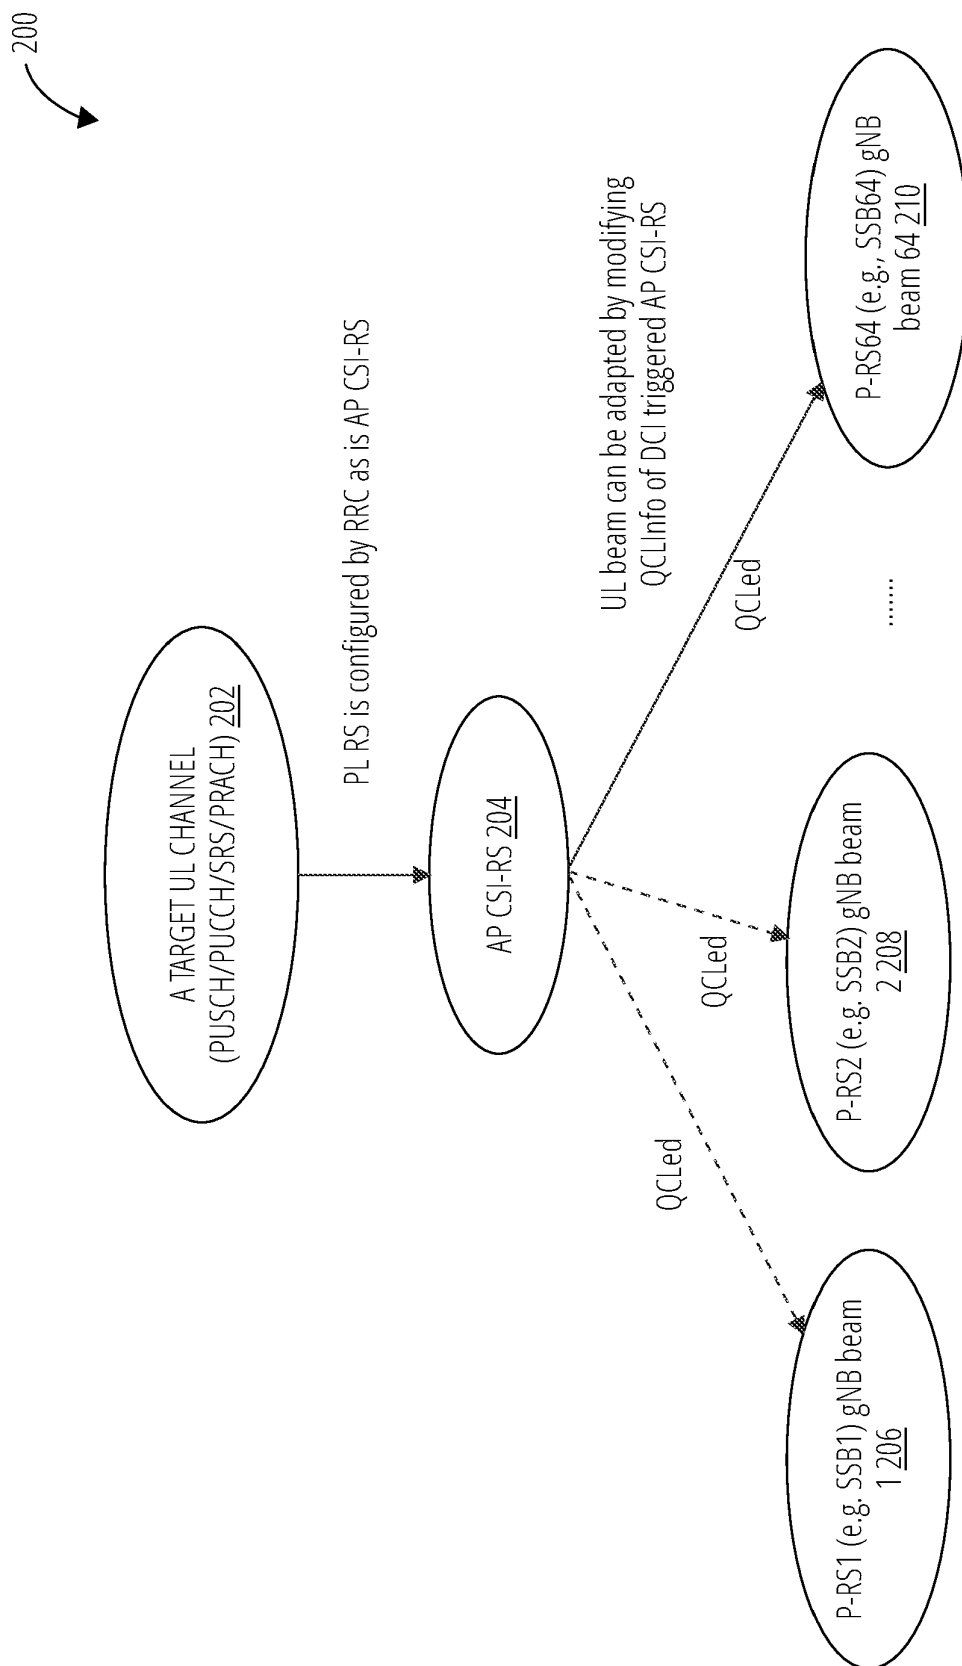 200
A TARGET UL CHANNEL
(PUSCH/PUCCH/SRS/PRACH) 202
PL RS is configured by RRC as is AP CSI-RS
AP CSI-RS 204
UL beam can be adapted by modifying
QCLInfo of DCI triggered AP CSI-RS
QCLed
QCLed
QCLed
P-RS1 (e.g. SSB1) gNB beam
1 206
P-RS2 (e.g. SSB2) gNB beam
2 208
.......
P-RS64 (e.g., SSB64) gNB
beam 64 210